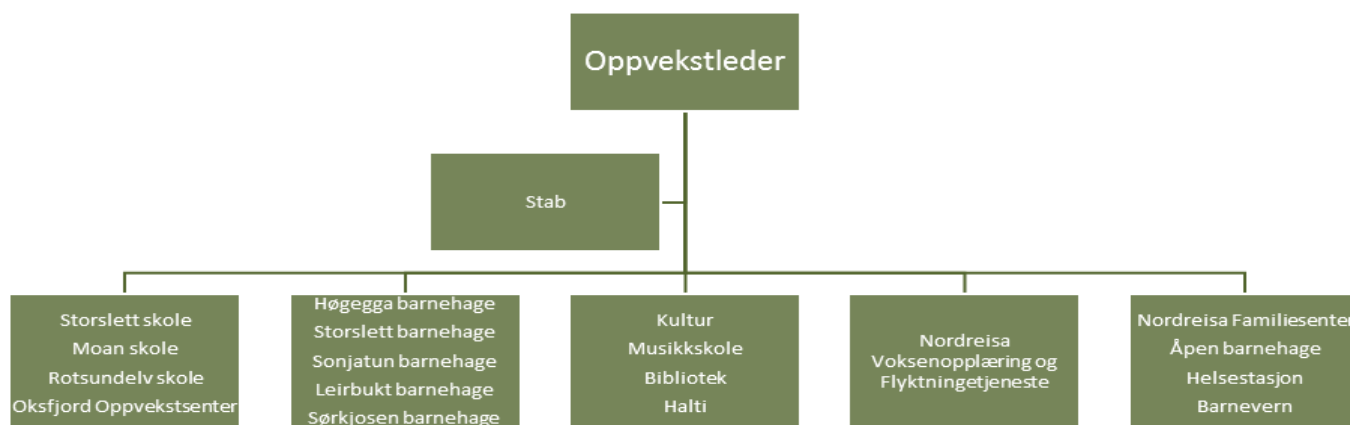 Oppvekstleder
Stab
Storslett skole
Moan skole
Rotsundelv skole
Oksfjord Oppvekstsenter
Høgegga barnehage
Storslett barnehage
Sonjatun barnehage
Leirbukt barnehage
Sørkjosen barnehage
Kultur
Musikkskole
Bibliotek
Halti
Nordreisa
Voksenopplæring og
Flyktningetjeneste
Nordreisa Familiesenter
Åpen barnehage
Helsestasjon
Barnevern